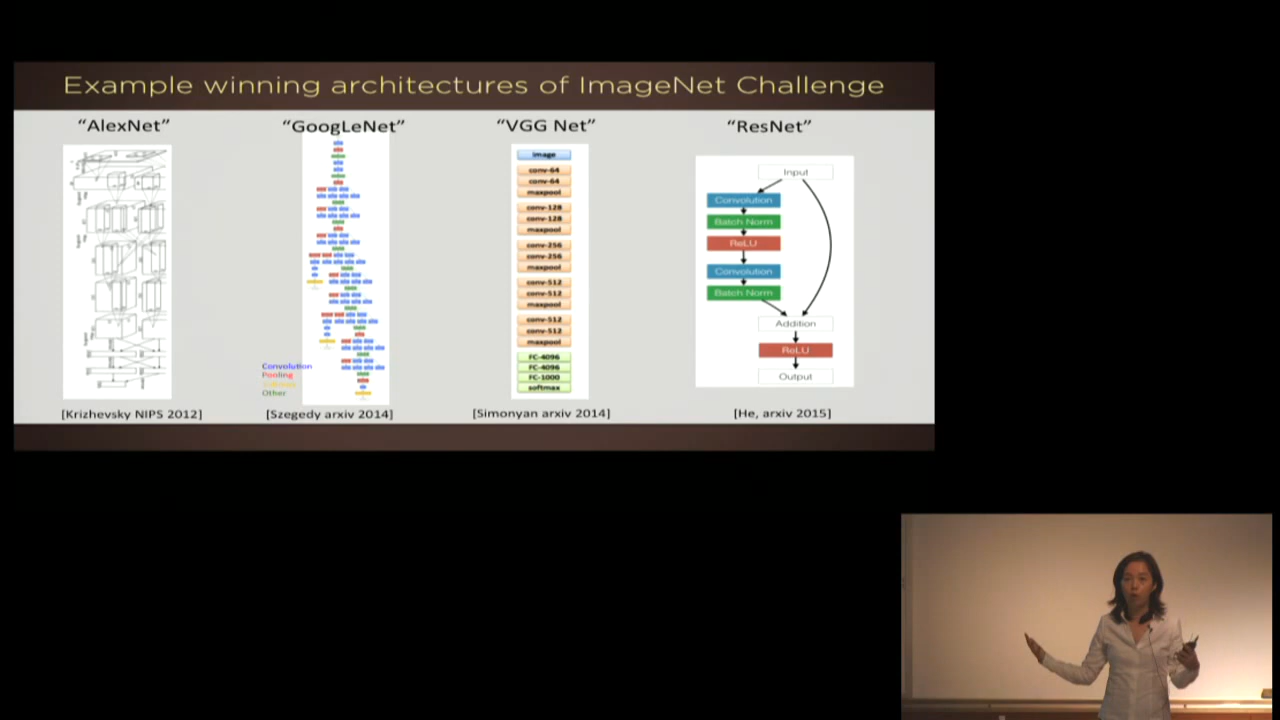 Example winning architectures of ImageNet Challenge
“AlexNet”
“GoogLeNet”
“VGG Net”
“ResNet”
Convolution
Pooling
Other
image
conv-64
conv-64
maxpool
conv-128
conv-128
maxpool
conv-256
conv-256
maxpool
conv-512
conv-512
maxpool
conv-512
conv-512
maxpool
FC-4096
FC-4096
FC-1000
softmax
Input
Convolution
Batch Norm
ReLU
Convolution
Batch Norm
Addition
ReLU
Output
[Krizhevsky NIPS 2012]
[Szegedy arxiv 2014]
[Simonyan arxiv 2014]
[He, arxiv 2015]